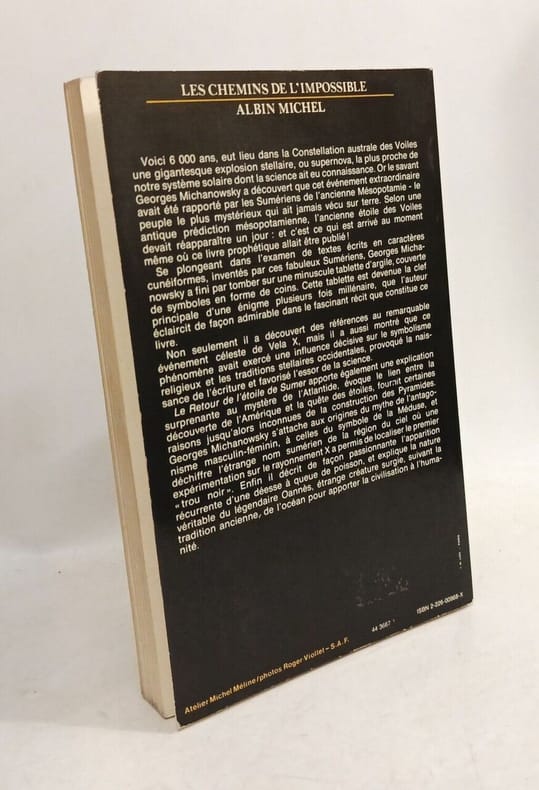 LES CHEMINS DE L'IMPOSSIBLE
ALBIN MICHEL
Voici 6 000 ans, eut lieu dans la Constellation australe des Voiles
une gigantesque explosion stellaire, ou supernova, la plus proche de
notre système solaire dont la science ait eu connaissance. Or le savant
Georges Michanowsky a découvert que cet événement extraordinaire
avait été rapporté par les Sumériens de l'ancienne Mésopotamie - le
peuple le plus mystérieux qui ait jamais vécu sur terre. Selon une
antique prédiction mésopotamienne, l'ancienne étoile des Voiles
devait réapparaître un jour : et c'est ce qui est arrivé au moment
même où ce livre prophétique allait être publié !
Se plongeant dans l'examen de textes écrits en caractères
cunéiformes, inventés par ces fabuleux Sumériens, Georges Micha-
nowsky a fini par tomber sur une minuscule tablette d'argile, couverte
de symboles en forme de coins. Cette tablette est devenue la clef
principale d'une énigme plusieurs fois millénaire, que l'auteur
éclaircit de façon admirable dans le fascinant récit que constitue ce
livre.
Non seulement il a découvert des références au remarquable
événement céleste de Vela X, mais il a aussi montré que ce
phénomène avait exercé une influence décisive sur le symbolisme
religieux et les traditions stellaires occidentales, provoqué la nais-
sance de l'écriture et favorisé l'essor de la science.
Le Retour de l'étoile de Sumer apporte également une explication
surprenante au mystère de l'Atlantide, évoque le lien entre la
découverte de l'Amérique et la quête des étoiles, fournit certaines
raisons jusqu'alors inconnues de la construction des Pyramides.
Georges Michanowsky s'attache aux origines du mythe de l'antago-
nisme masculin-féminin, à celles du symbole de la Méduse, et
déchiffre l'étrange nom sumérien de la région du ciel où une
expérimentation sur le rayonnement X a permis de localiser le premier
« trou noir ». Enfin il décrit de façon passionnante l'apparition
récurrente d'une déesse à queue de poisson, et explique la nature
véritable du légendaire Oannès, étrange créature surgie, suivant la
tradition ancienne, de l'océan pour apporter la civilisation à l'huma-
nité.
44 3667 1
ISBN 2-226-00868-X
Atelier Michel Méline/photos Roger Viollet – S.A.F.